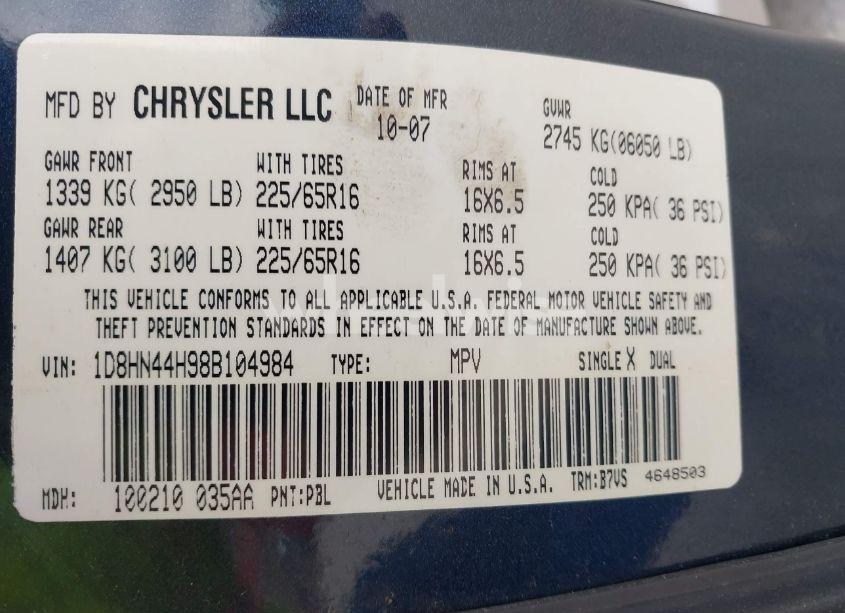 MFD BY CHRYSLER LLC DATE OF MFR 10-07 GVWR 2745 KG(06050 LB)
GAWR FRONT WITH TIRES RIMS AT COLD
1339 KG( 2950 LB) 225/65R16 16X6.5 250 KPA( 36 PSI)
GAWR REAR WITH TIRES RIMS AT COLD
1407 KG( 3100 LB) 225/65R16 16X6.5 250 KPA( 36 PSI)
THIS VEHICLE CONFORMS TO ALL APPLICABLE U.S.A. FEDERAL MOTOR VEHICLE SAFETY AND
THEFT PREVENTION STANDARDS IN EFFECT ON THE DATE OF MANUFACTURE SHOWN ABOVE.
VIN: 1D8HN44H98B104984 TYPE: MPV SINGLE X DUAL
MDH: 100210 035AA PNT:PBL VEHICLE MADE IN U.S.A. TRM:B7VS 4648503